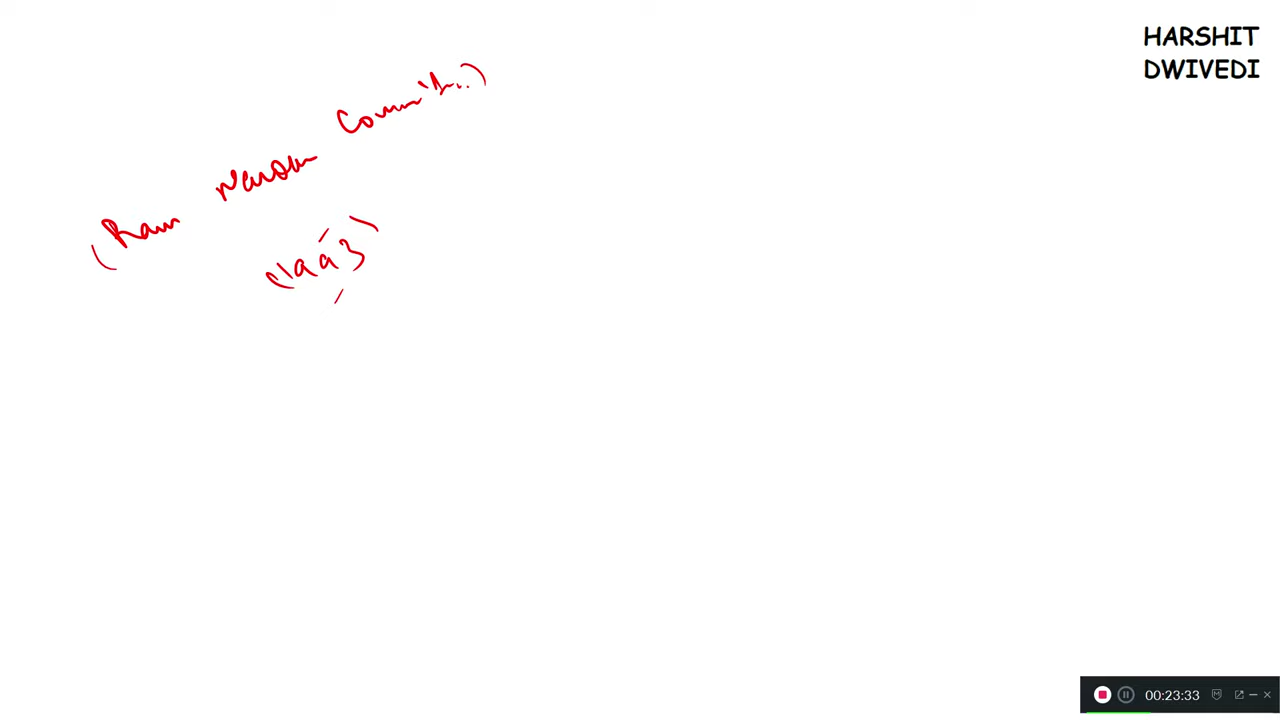 HARSHIT
DWIVEDI
(Ram Nandan Committee)
(1993)
00:23:33